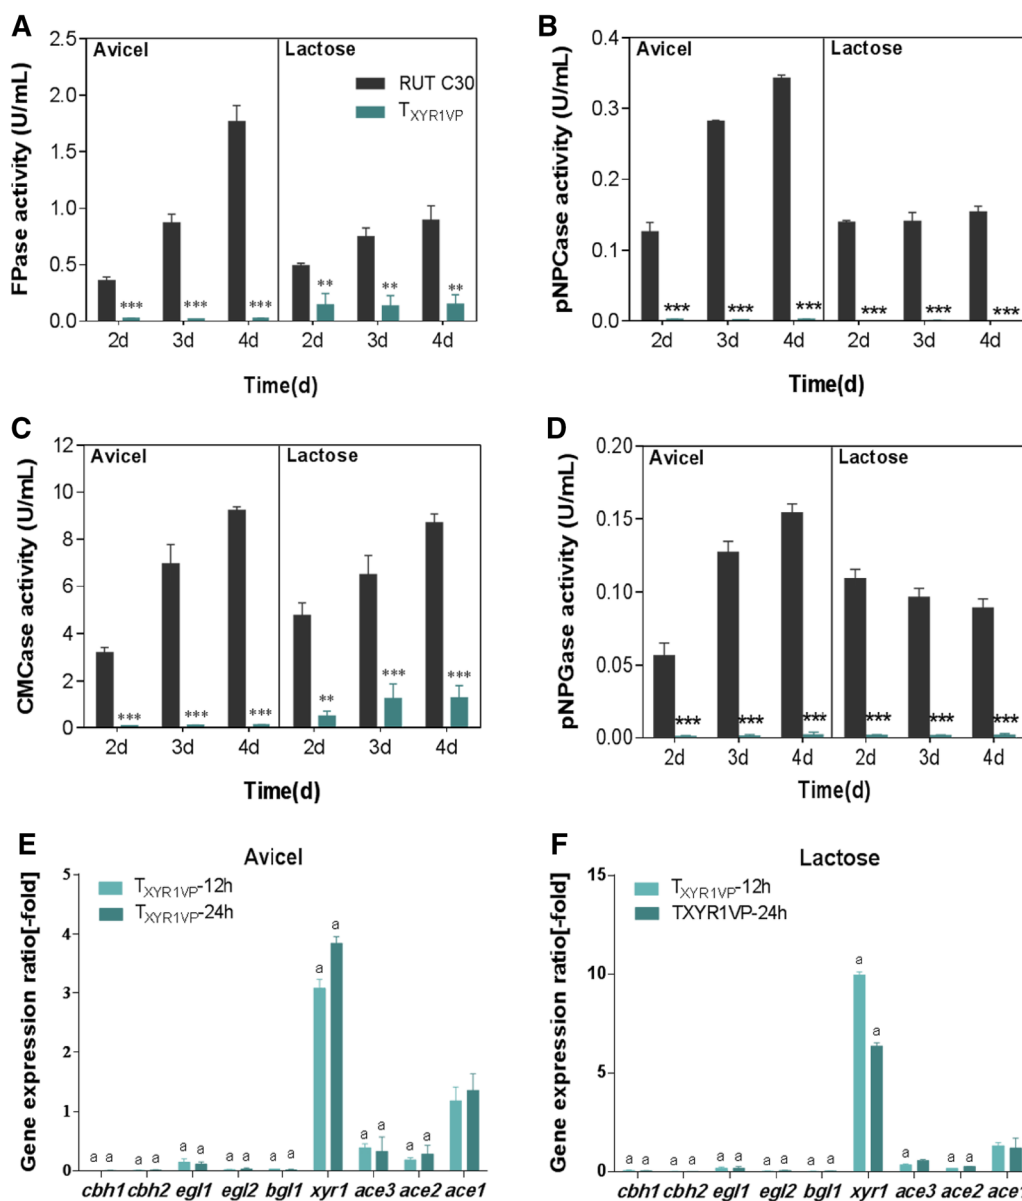 A
FPase activity (U/mL)
2.5
2.0
1.5
1.0
0.5
0.0
Avicel
Lactose
RUT C30
T_XYR1VP
*** *** *** ** ** **
2d 3d 4d 2d 3d 4d
Time(d)
B
pNPCase activity (U/mL)
0.4
0.3
0.2
0.1
0.0
Avicel
Lactose
*** *** *** *** *** ***
2d 3d 4d 2d 3d 4d
Time(d)
C
CMCase activity (U/mL)
12
10
8
6
4
2
0
Avicel
Lactose
*** *** *** ** *** ***
2d 3d 4d 2d 3d 4d
Time(d)
D
pNPGase activity (U/mL)
0.20
0.15
0.10
0.05
0.00
Avicel
Lactose
*** *** *** *** *** ***
2d 3d 4d 2d 3d 4d
Time(d)
E
Avicel
Gene expression ratio[-fold]
5
4
3
2
1
0
T_XYR1VP-12h
T_XYR1VP-24h
a a a a a a a a a a a a a a a a
cbh1 cbh2 egl1 egl2 bgl1 xyr1 ace3 ace2 ace1
F
Lactose
Gene expression ratio[-fold]
15
10
5
0
T_XYR1VP-12h
TXYR1VP-24h
a a a a a a a a a a a a a a a
cbh1 cbh2 egl1 egl2 bgl1 xyr1 ace3 ace2 ace1